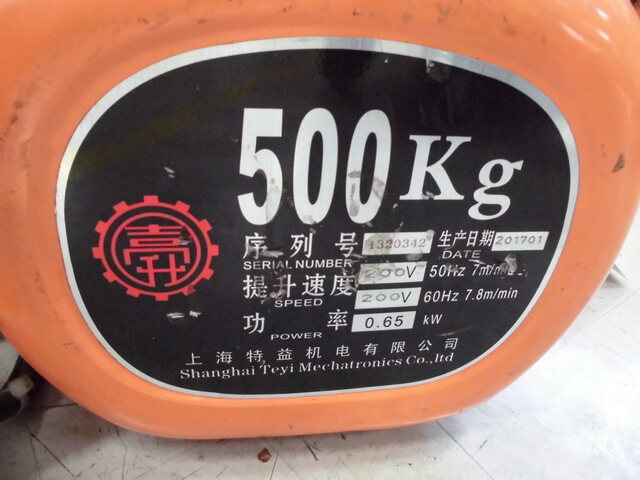 500Kg
序列号 1320342 生产日期 201701
SERIAL NUMBER DATE
提升速度 200V 50Hz 7m/min
SPEED 200V 60Hz 7.8m/min
功率 0.65 kW
POWER
上海特益机电有限公司
Shanghai Teyi Mechatronics Co.,ltd